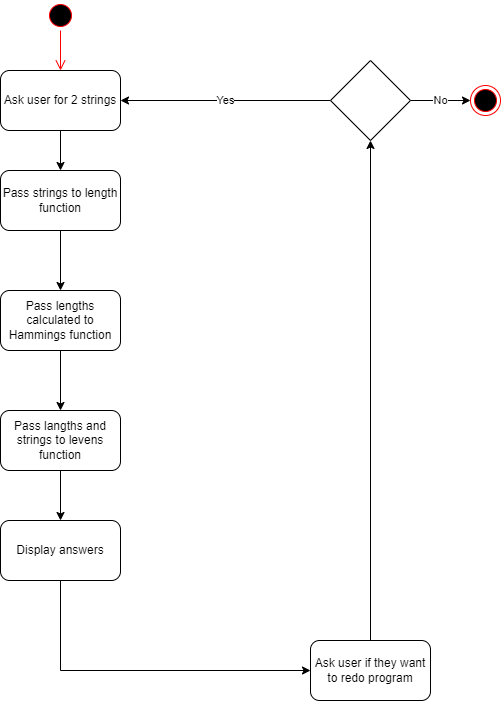 Ask user for 2 strings
Yes
No
Pass strings to length
function
Pass lengths
calculated to
Hammings function
Pass langths and
strings to levens
function
Display answers
Ask user if they want
to redo program